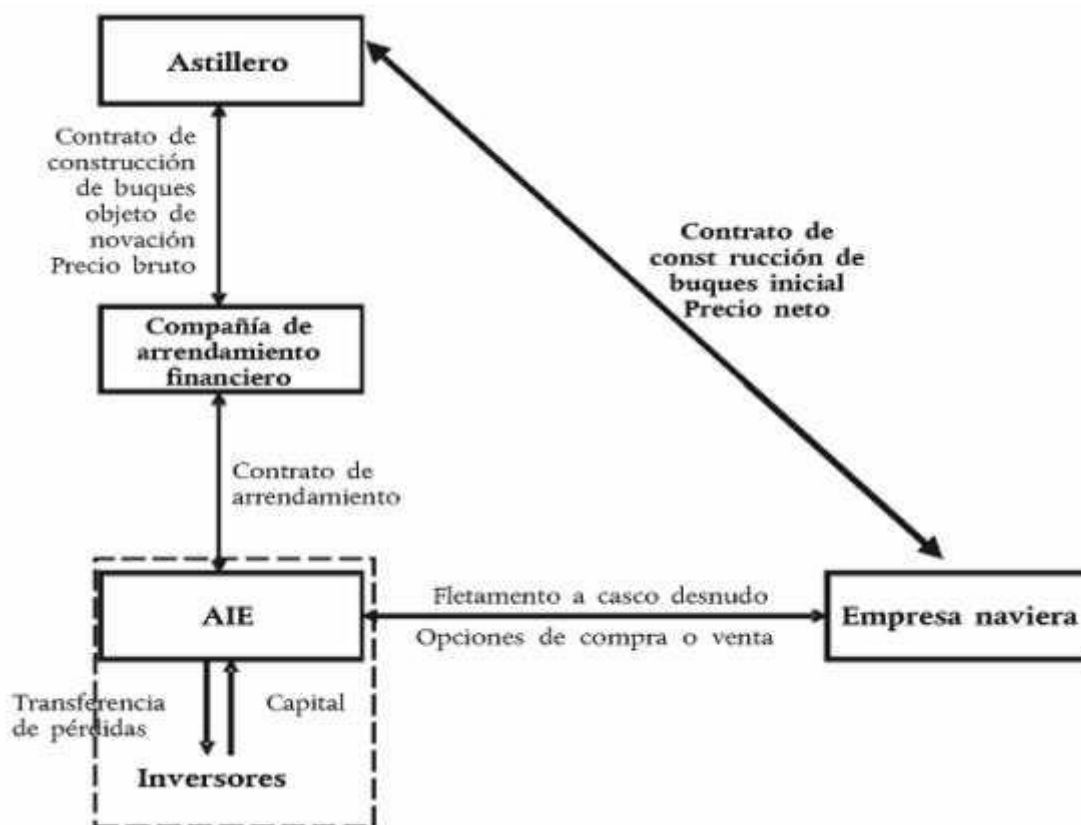 Astillero
Contrato de
construcción
de buques
objeto de
novación
Precio bruto
Contrato de
const rucción de
buques inicial
Precio neto
Compañía de
arrendamiento
financiero
Contrato de
arrendamiento
AIE
Fletamento a casco desnudo
Opciones de compra o venta
Empresa naviera
Transferencia
de pérdidas
Capital
Inversores